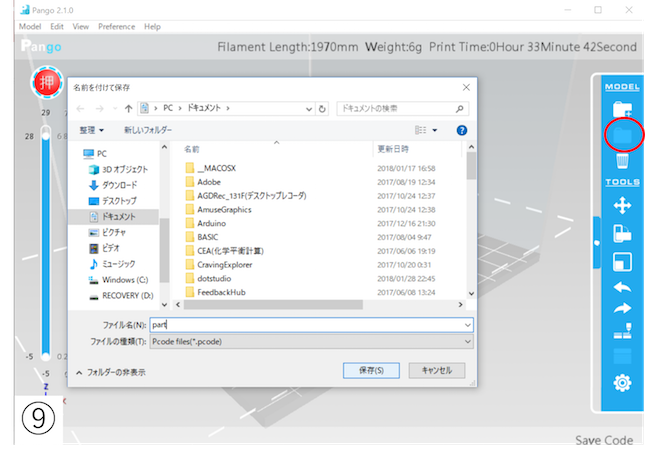 Pango 2.1.0
Model Edit View Preference Help
Pango
Filament Length:1970mm Weight:6g Print Time:0Hour 33Minute 42Second
押
名前を付けて保存
PC › ドキュメント ›
ドキュメントの検索
整理 新しいフォルダー
PC
3D オブジェクト
ダウンロード
デスクトップ
ドキュメント
ピクチャ
ビデオ
ミュージック
Windows (C:)
RECOVERY (D:)
名前 更新日時
__MACOSX 2018/01/17 16:58
Adobe 2017/08/19 12:34
AGDRec_131F(デスクトップレコーダ) 2017/10/24 12:37
AmuseGraphics 2017/10/24 12:38
Arduino 2017/12/16 21:30
BASIC 2017/08/04 9:47
CEA(化学平衡計算) 2017/06/06 19:19
CravingExplorer 2017/10/20 0:31
dotstudio 2018/01/28 22:45
FeedbackHub 2017/06/08 13:24
ファイル名(N): part
ファイルの種類(T): Pcode files(*.pcode)
フォルダーの非表示
保存(S) キャンセル
29
28
-5 0.2
-5
Z
X
MODEL
TOOLS
⑨
Save Code